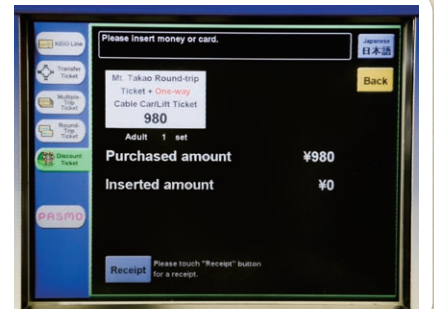 Please insert money or card.
Japanese
日本語
Back
KEIO Line
Transfer
Ticket
Multiple-
Trip
Ticket
Round-
Trip
Ticket
Discount
Ticket
PASMO
Mt. Takao Round-trip
Ticket + One-way
Cable Car/Lift Ticket
980
Adult 1 set
Purchased amount ¥980
Inserted amount ¥0
Receipt
Please touch "Receipt" button
for a receipt.